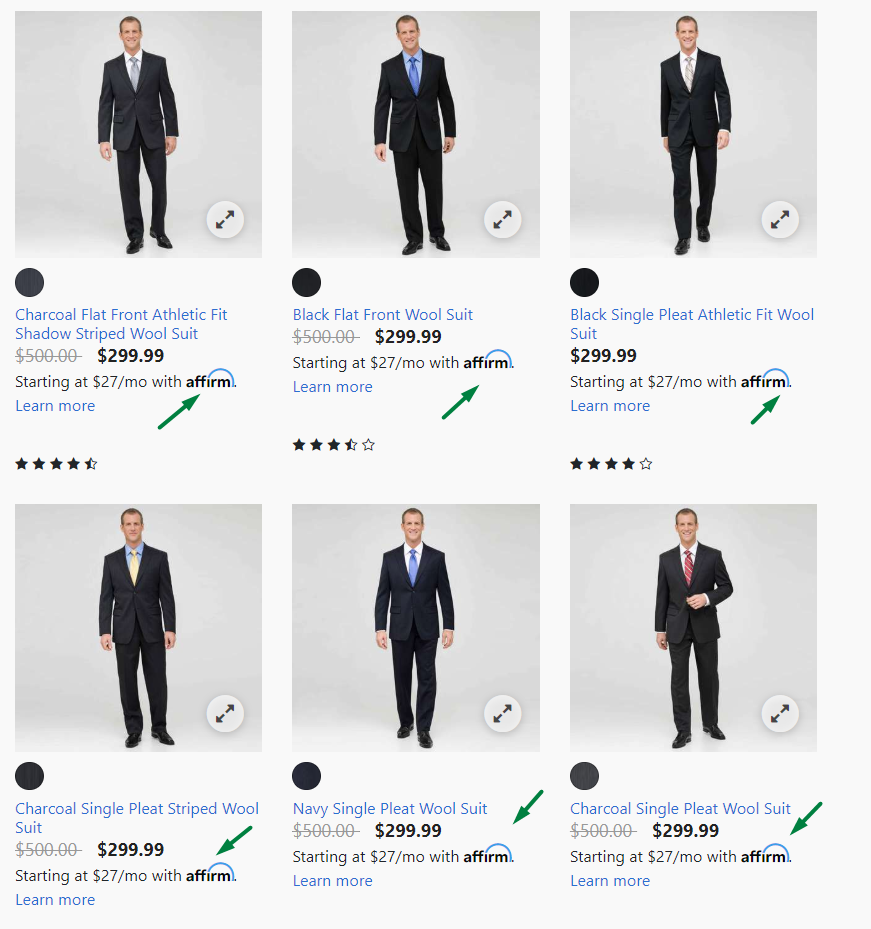 Charcoal Flat Front Athletic Fit
Shadow Striped Wool Suit
$500.00 $299.99
Starting at $27/mo with affirm.
Learn more
Black Flat Front Wool Suit
$500.00 $299.99
Starting at $27/mo with affirm.
Learn more
Black Single Pleat Athletic Fit Wool
Suit
$299.99
Starting at $27/mo with affirm.
Learn more
Charcoal Single Pleat Striped Wool
Suit
$500.00 $299.99
Starting at $27/mo with affirm.
Learn more
Navy Single Pleat Wool Suit
$500.00 $299.99
Starting at $27/mo with affirm.
Learn more
Charcoal Single Pleat Wool Suit
$500.00 $299.99
Starting at $27/mo with affirm.
Learn more